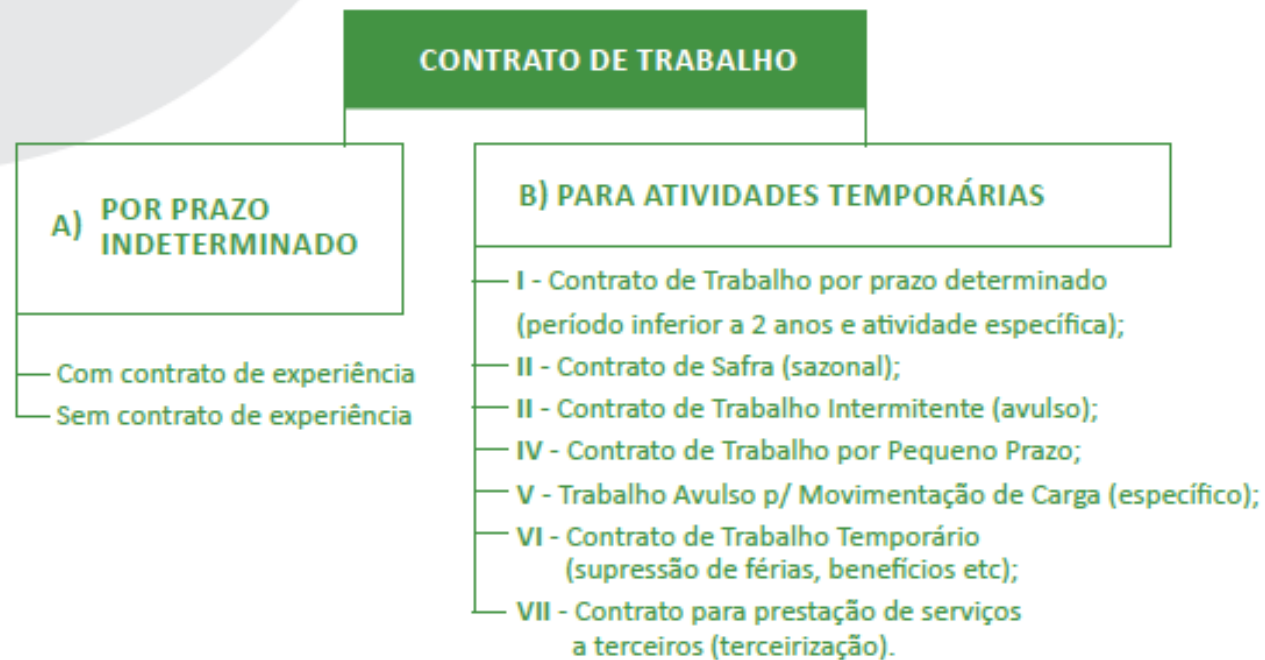 CONTRATO DE TRABALHO
A) POR PRAZO
INDETERMINADO
Com contrato de experiência
Sem contrato de experiência
B) PARA ATIVIDADES TEMPORÁRIAS
I - Contrato de Trabalho por prazo determinado
(período inferior a 2 anos e atividade específica);
II - Contrato de Safra (sazonal);
II - Contrato de Trabalho Intermitente (avulso);
IV - Contrato de Trabalho por Pequeno Prazo;
V - Trabalho Avulso p/ Movimentação de Carga (específico);
VI - Contrato de Trabalho Temporário
(supressão de férias, benefícios etc);
VII - Contrato para prestação de serviços
a terceiros (terceirização).